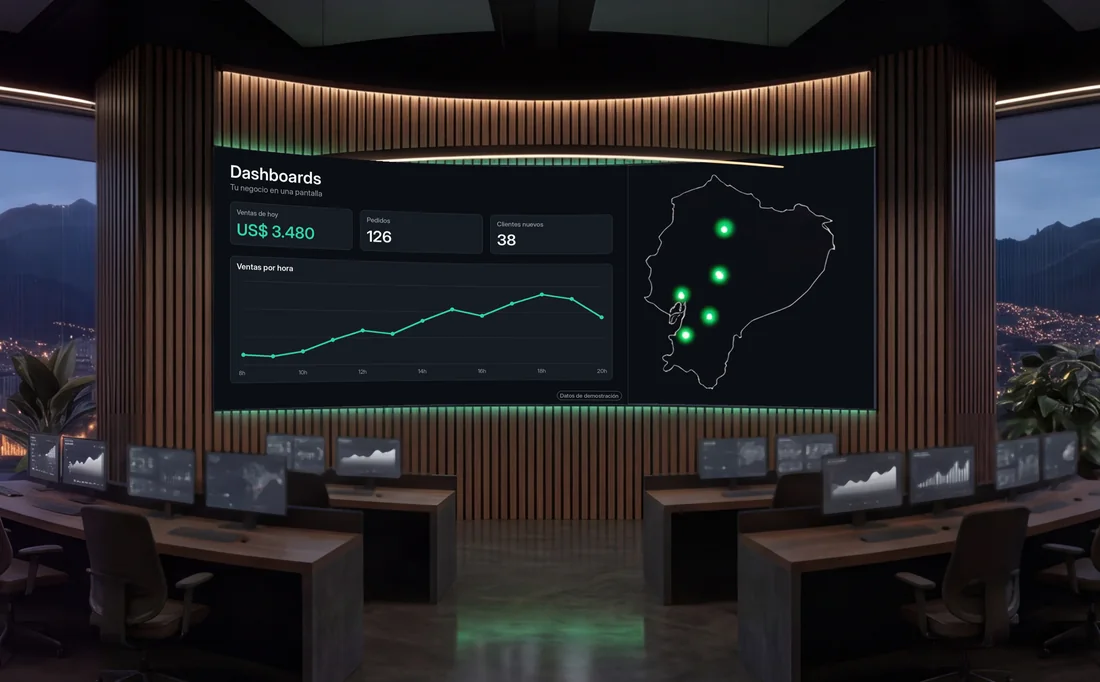 Dashboards
Tu negocio en una pantalla
Ventas de hoy
US$ 3.480
Pedidos
126
Clientes nuevos
38
Ventas por hora
8h
10h
12h
14h
16h
18h
20h
Datos de demostración